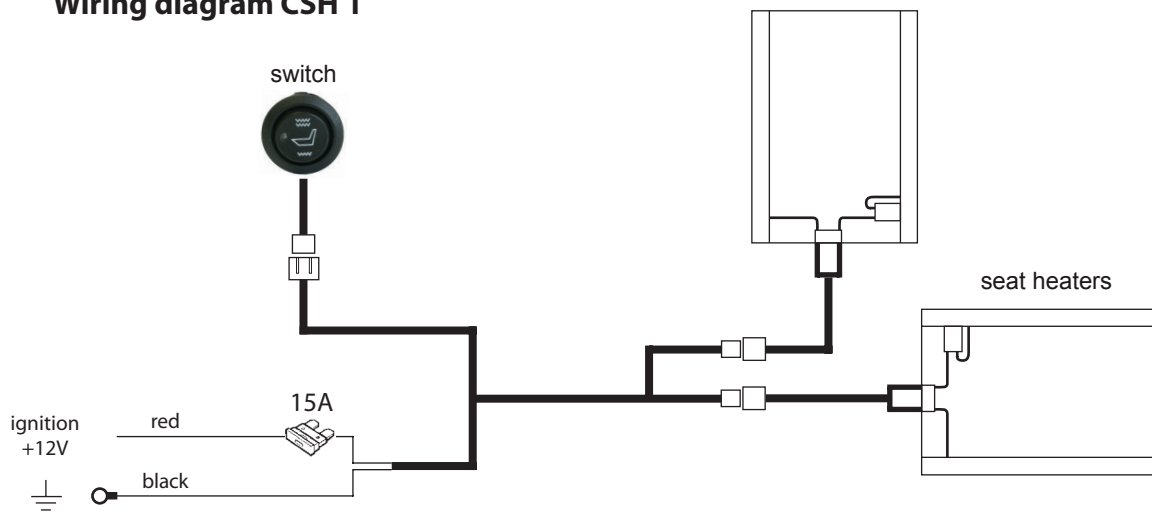 Wiring diagram CSH 1
switch
seat heaters
15A
ignition
+12V
red
black